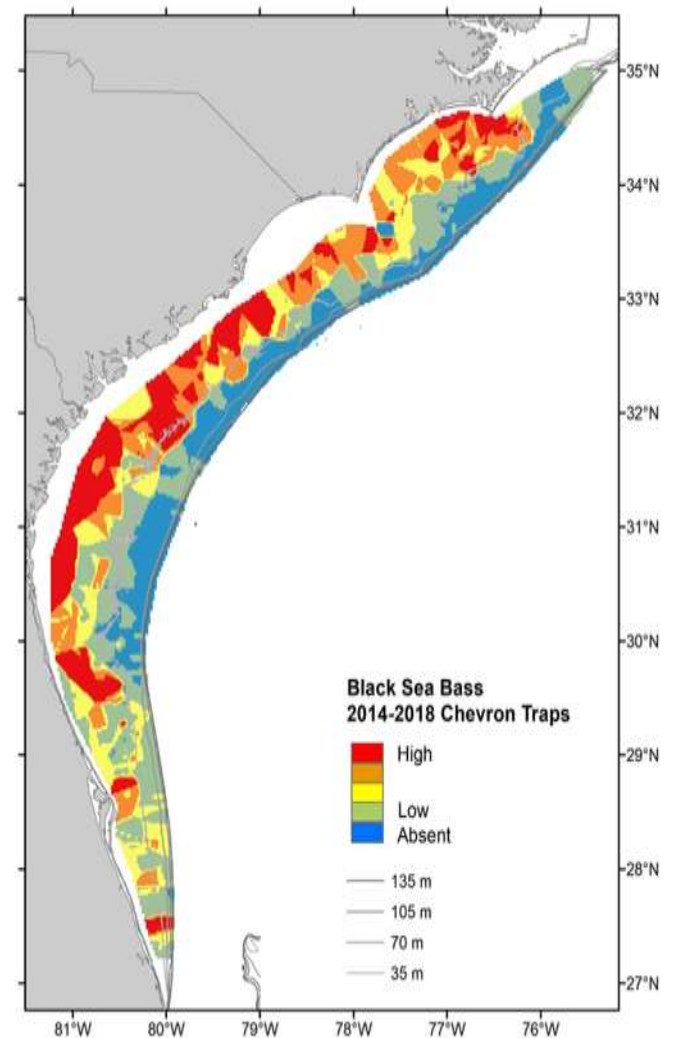 35°N
34°N
33°N
32°N
31°N
30°N
Black Sea Bass
2014-2018 Chevron Traps
High
29°N
Low
Absent
28°N
135 m
105 m
70 m
35 m
27°N
81°W 80°W 79°W 78°W 77°W 76°W